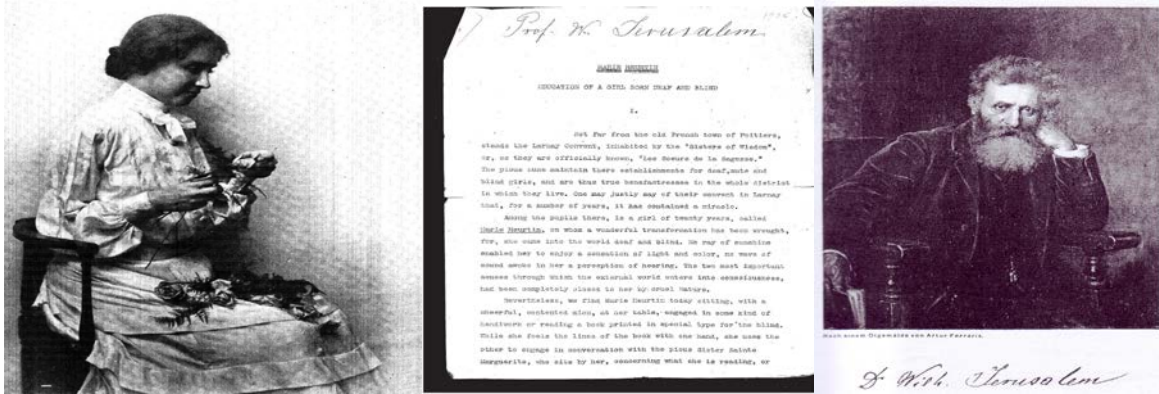 Prof. W. Jerusalem
MARIE HEURTIN
EDUCATION OF A GIRL BORN DEAF AND BLIND
I.
Not far from the old French town of Poitiers,
stands the Larnay Convent, inhabited by the "Sisters of Wisdom",
or, as they are officially known, "Les Soeurs de la Sagesse."
The pious nuns maintain there establishments for deaf,mute and
blind girls, and are thus true benefactresses in the whole district
in which they live. One may justly say of their convent in Larnay
that, for a number of years, it has contained a miracle.
Among the pupils there, is a girl of twenty years, called
Marie Heurtin, on whom a wonderful transformation has been wrought,
for, she came into the world deaf and blind. No ray of sunshine
enabled her to enjoy a sensation of light and color, no wave of
sound awoke in her a perception of hearing. The two most important
senses through which the external world enters into consciousness,
had been completely closed to her by cruel Nature.
Nevertheless, we find Marie Heurtin today sitting, with a
cheerful, contented mien, at her table, engaged in some kind of
handiwork or reading a book printed in special type for the blind.
While she feels the lines of the book with one hand, she uses the
other to engage in conversation with the pious Sister Sainte
Marguerite, who sits by her, concerning what she is reading, or
Nach einem Ölgemälde von Artur Ferraris.
Dr Wilh. Jerusalem